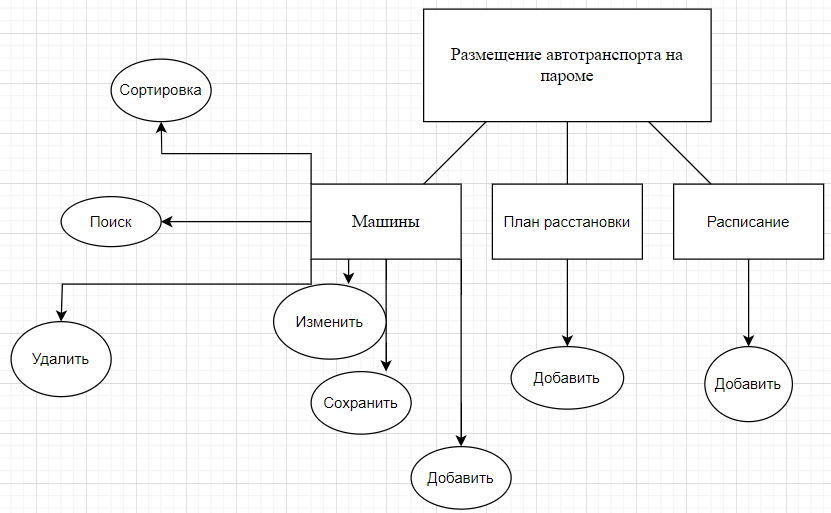 Размещение автотранспорта на
пароме
Сортировка
Поиск
Машины
План расстановки
Расписание
Изменить
Удалить
Добавить
Добавить
Сохранить
Добавить